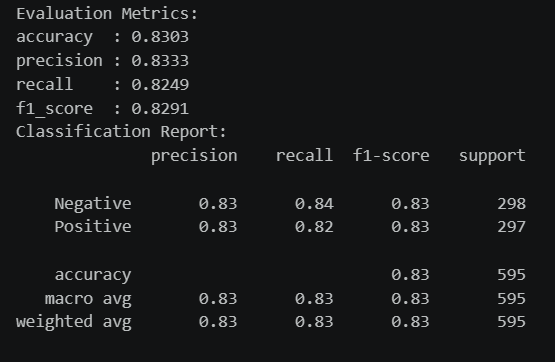 Evaluation Metrics:
accuracy  : 0.8303
precision : 0.8333
recall    : 0.8249
f1_score  : 0.8291
Classification Report:
              precision    recall  f1-score   support

    Negative       0.83      0.84      0.83       298
    Positive       0.83      0.82      0.83       297

    accuracy                           0.83       595
   macro avg       0.83      0.83      0.83       595
weighted avg       0.83      0.83      0.83       595